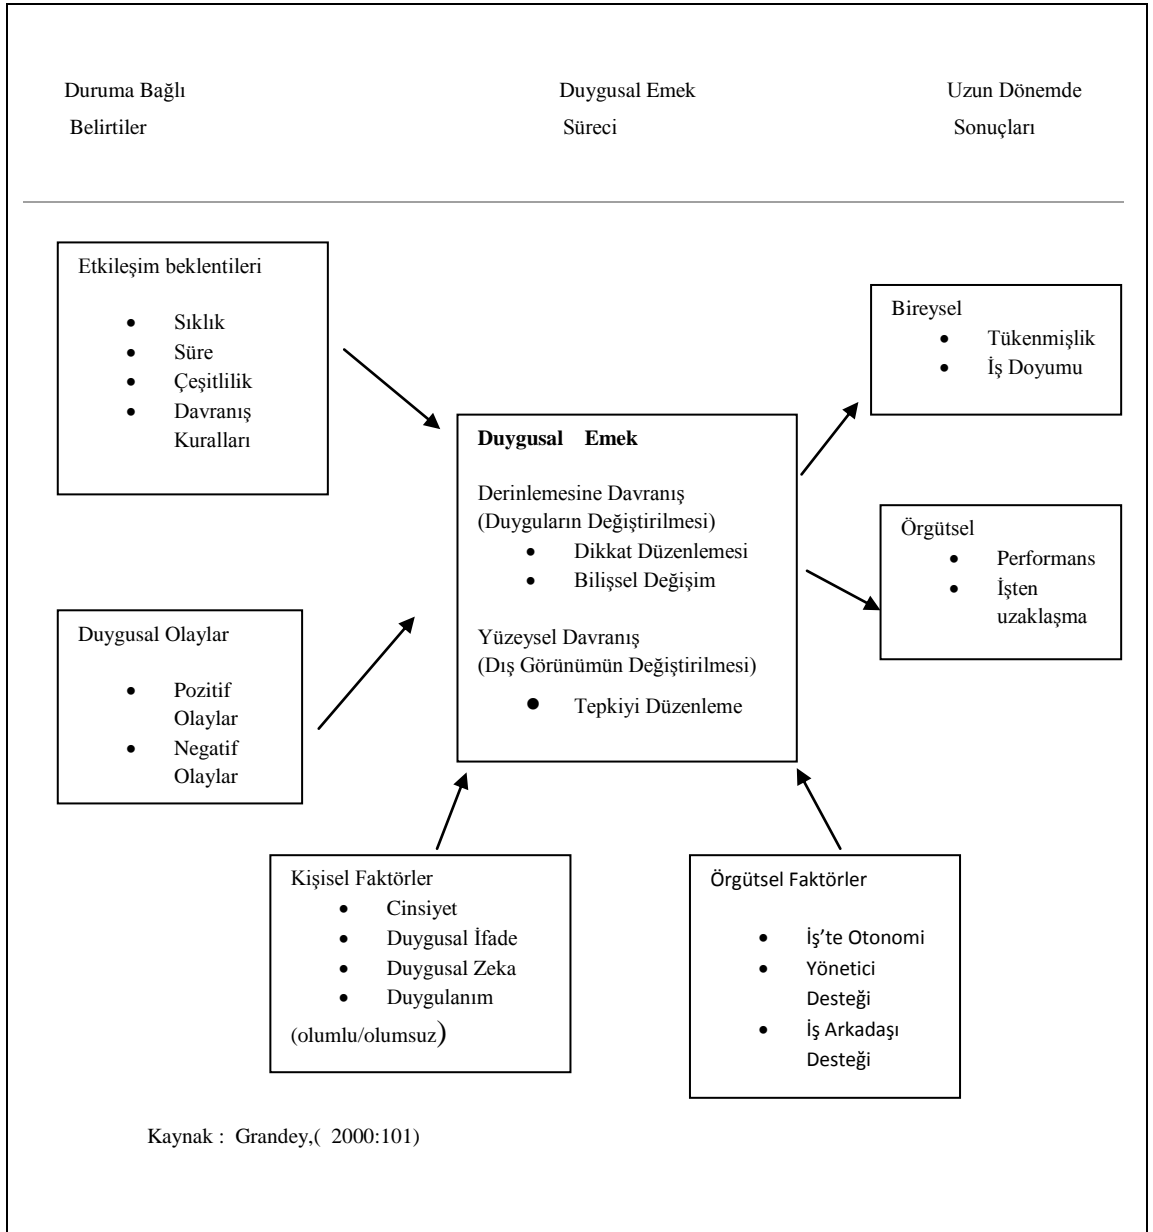 Duruma Bağlı
Belirtiler
Duygusal Emek
Süreci
Uzun Dönemde
Sonuçları
Etkileşim beklentileri
• Sıklık
• Süre
• Çeşitlilik
• Davranış
Kuralları
Duygusal Olaylar
• Pozitif
Olaylar
• Negatif
Olaylar
Duygusal Emek
Derinlemesine Davranış
(Duyguların Değiştirilmesi)
• Dikkat Düzenlemesi
• Bilişsel Değişim
Yüzeysel Davranış
(Dış Görünümün Değiştirilmesi)
• Tepkiyi Düzenleme
Bireysel
• Tükenmişlik
• İş Doyumu
Örgütsel
• Performans
• İşten
uzaklaşma
Kişisel Faktörler
• Cinsiyet
• Duygusal İfade
• Duygusal Zeka
• Duygulanım
(olumlu/olumsuz)
Örgütsel Faktörler
• İş'te Otonomi
• Yönetici
Desteği
• İş Arkadaşı
Desteği
Kaynak : Grandey,( 2000:101)